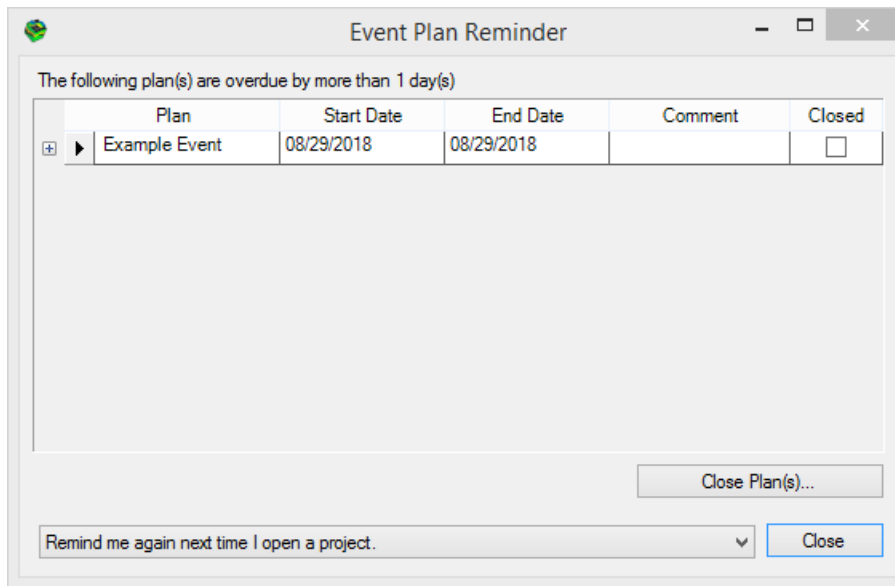 Event Plan Reminder
The following plan(s) are overdue by more than 1 day(s)
Plan Start Date End Date Comment Closed
Example Event 08/29/2018 08/29/2018
Close Plan(s)...
Remind me again next time I open a project. Close